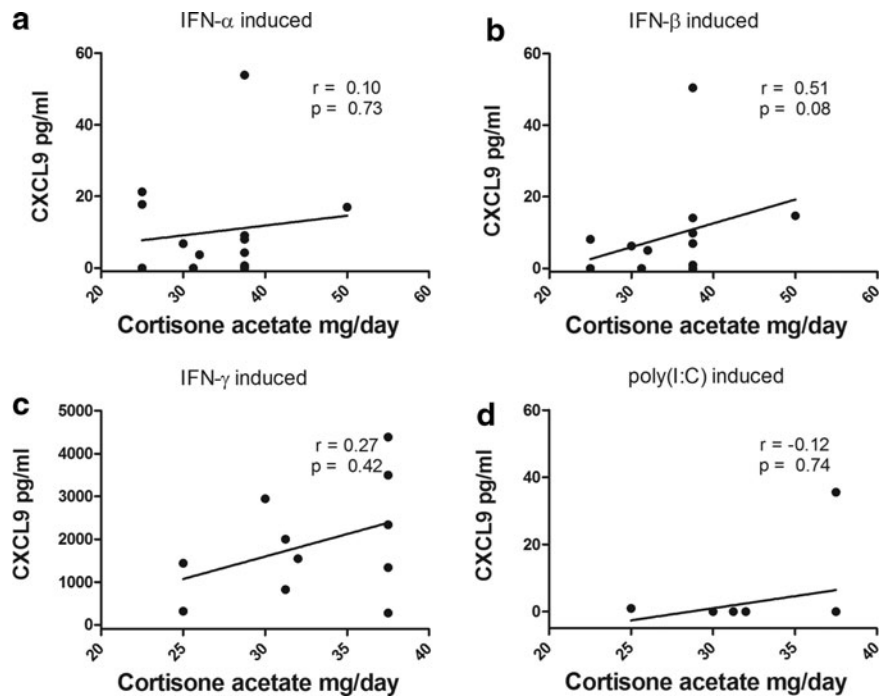 a
IFN-α induced
60
40
20
0
CXCL9 pg/ml
r = 0.10
p = 0.73
20
30
40
50
60
Cortisone acetate mg/day
b
IFN-β induced
60
40
20
0
CXCL9 pg/ml
r = 0.51
p = 0.08
20
30
40
50
60
Cortisone acetate mg/day
c
IFN-γ induced
5000
4000
3000
2000
1000
0
CXCL9 pg/ml
r = 0.27
p = 0.42
20
25
30
35
40
Cortisone acetate mg/day
d
poly(I:C) induced
60
40
20
0
CXCL9 pg/ml
r = -0.12
p = 0.74
20
25
30
35
40
Cortisone acetate mg/day